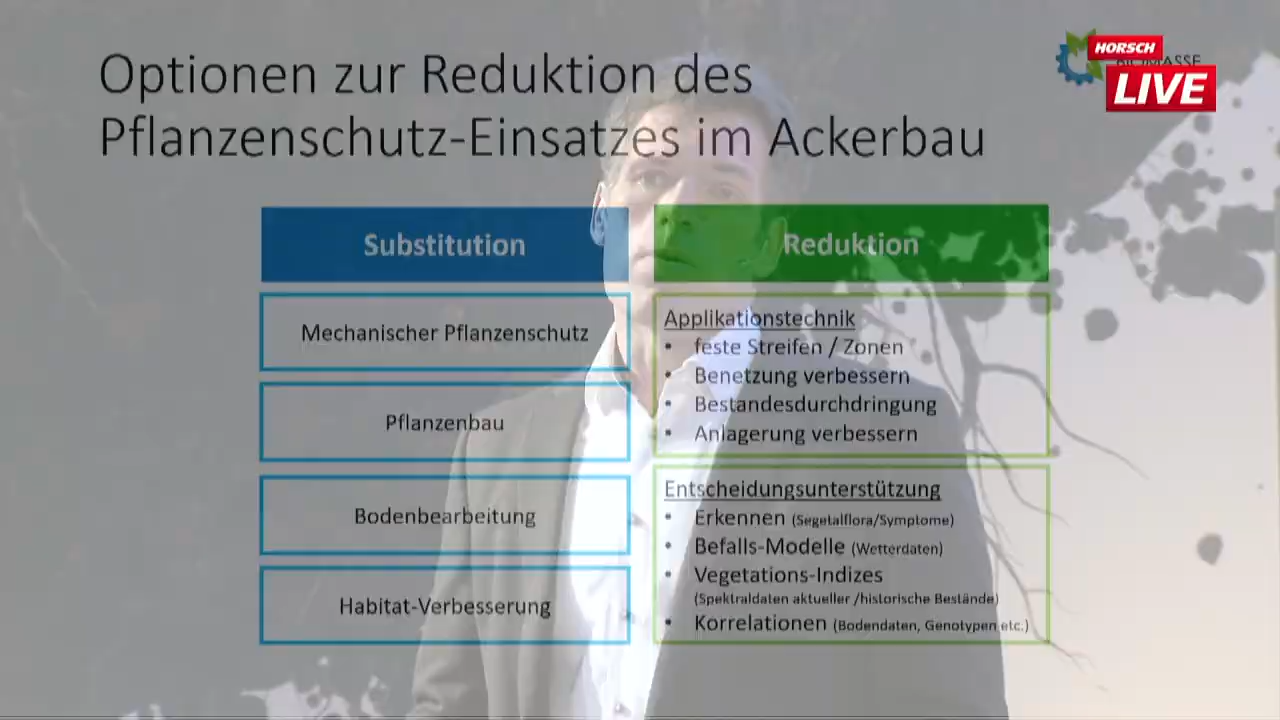 Optionen zur Reduktion des
Pflanzenschutz-Einsatzes im Ackerbau
HORSCH
LIVE
Substitution
Mechanischer Pflanzenschutz
Pflanzenbau
Bodenbearbeitung
Habitat-Verbesserung
Reduktion
Applikationstechnik
• feste Streifen / Zonen
• Benetzung verbessern
• Bestandesdurchdringung
• Anlagerung verbessern
Entscheidungsunterstützung
• Erkennen (Segetalflora/Symptome)
• Befalls-Modelle (Wetterdaten)
• Vegetations-Indizes
(Spektraldaten aktueller /historische Bestände)
• Korrelationen (Bodendaten, Genotypen etc.)